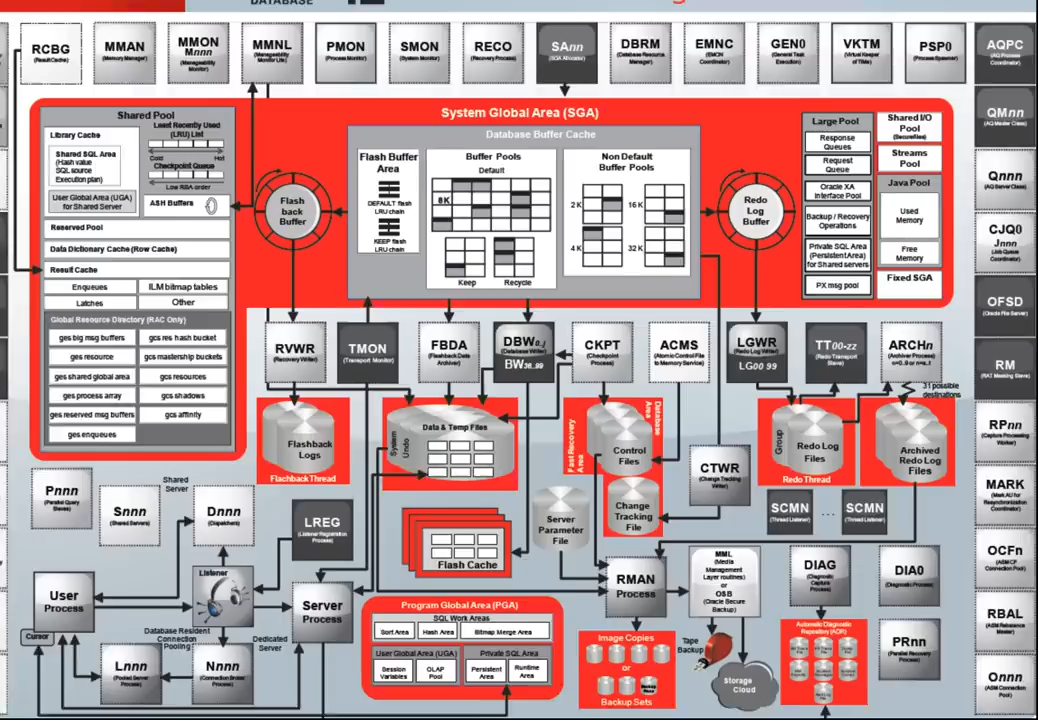 DATABASE
RCBG
(Result Cache)
MMAN
(Memory Manager)
MMON
Mnnn
(Manageability
Monitor)
MMNL
(Manageability
Monitor Lite)
PMON
(Process Monitor)
SMON
(System Monitor)
RECO
(Recovery Process)
SAnn
(SGA Allocator)
DBRM
(Database Resource
Manager)
EMNC
(EMON
Coordinator)
GEN0
(General Task
Execution)
VKTM
(Virtual Keeper
of TiMe)
PSP0
(Process Spawner)
AQPC
(AQ Process
Coordinator)
System Global Area (SGA)
Shared Pool
Library Cache
Shared SQL Area
(Hash value
SQL source
Execution plan)
User Global Area (UGA)
for Shared Server
Least Recently Used
(LRU) List
Cold
Hot
Checkpoint Queue
Low RBA order
ASH Buffers
Reserved Pool
Data Dictionary Cache(Row Cache)
Result Cache
Enqueues
ILM bitmap tables
Latches
Other
Global Resource Directory (RAC Only)
ges big msg buffers
gcs res hash bucket
ges resource
gcs mastership buckets
ges shared global area
gcs resources
ges process array
gcs shadows
ges reserved msg buffers
gcs affinity
ges enqueues
Flash
back
Buffer
Database Buffer Cache
Flash Buffer
Area
DEFAULT flash
LRU chain
KEEP flash
LRU chain
Buffer Pools
Default
8 K
Keep
Recycle
Non Default
Buffer Pools
2 K
16 K
4 K
32 K
Redo
Log
Buffer
Large Pool
Response
Queues
Request
Queue
Oracle XA
Interface Pool
Backup / Recovery
Operations
Private SQL Area
(Persistent Area)
for Shared servers
PX msg pool
Shared I/O
Pool
(SecureFiles)
Streams
Pool
Java Pool
Used
Memory
Free
Memory
Fixed SGA
QMnn
(AQ Master Class)
Qnnn
(AQ Server Class)
CJQ0
Jnnn
(Job Queue
Coordinator)
OFSD
(Oracle File Server)
RM
(RAT Masking Slave)
RPnn
(Capture Processing
Worker)
MARK
(Mark AU for
Resynchronization
Coordinator)
OCFn
(ASM CF
Connection Pool)
RBAL
(ASM Rebalance
Master)
Onnn
(ASM Connection
Pool)
RVWR
(Recovery Writer)
TMON
(Transport Monitor)
FBDA
(Flashback Data
Archiver)
DBW0..j
(Database Writer)
BW36..99
CKPT
(Checkpoint
Process)
ACMS
(Atomic Control File
to Memory Service)
LGWR
(Redo Log Writer)
LG00 99
TT00-zz
(Redo Transport
Slave)
ARCHn
(Archiver Process)
n=0..9 or n=a..t
31 possible
destinations
Flashback
Logs
Flashback Thread
System
Undo
Data & Temp Files
Fast Recovery
Area
Database
Area
Control
Files
Change
Tracking
File
CTWR
(Change Tracking
Writer)
Group
Redo Log
Files
Redo Thread
Archived
Redo Log Files
SCMN
(Thread Listener)
...
SCMN
(Thread Listener)
Pnnn
(Parallel Query
Slaves)
Shared
Server
Snnn
(Shared Servers)
Dnnn
(Dispatchers)
LREG
(Listener Registration
Process)
Flash Cache
Server
Parameter
File
User
Process
Cursor
Listener
Database Resident
Connection
Pooling
Dedicated
Server
Server
Process
Lnnn
(Pooled Server
Process)
Nnnn
(Connection Broker
Process)
Program Global Area (PGA)
SQL Work Areas
Sort Area
Hash Area
Bitmap Merge Area
User Global Area (UGA)
Session
Variables
OLAP
Pool
Private SQL Area
Persistent
Area
Runtime
Area
RMAN
Process
MML
(Media
Management
Layer routines)
or
OSB
(Oracle Secure
Backup)
Image Copies
or
Backup Sets
Tape
Backup
Storage
Cloud
DIAG
(Diagnostic
Capture
Process)
DIA0
(Diagnostic Process)
PRnn
(Parallel Recovery
Process)
Automatic Diagnostic
Repository (ADR)